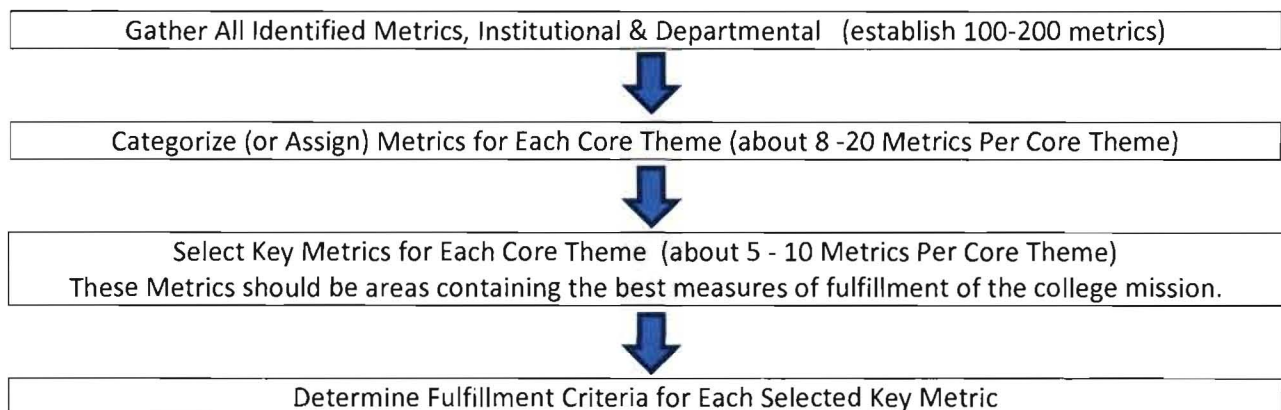 Gather All Identified Metrics, Institutional & Departmental (establish 100-200 metrics)
Categorize (or Assign) Metrics for Each Core Theme (about 8 -20 Metrics Per Core Theme)
Select Key Metrics for Each Core Theme (about 5 - 10 Metrics Per Core Theme)
These Metrics should be areas containing the best measures of fulfillment of the college mission.
Determine Fulfillment Criteria for Each Selected Key Metric